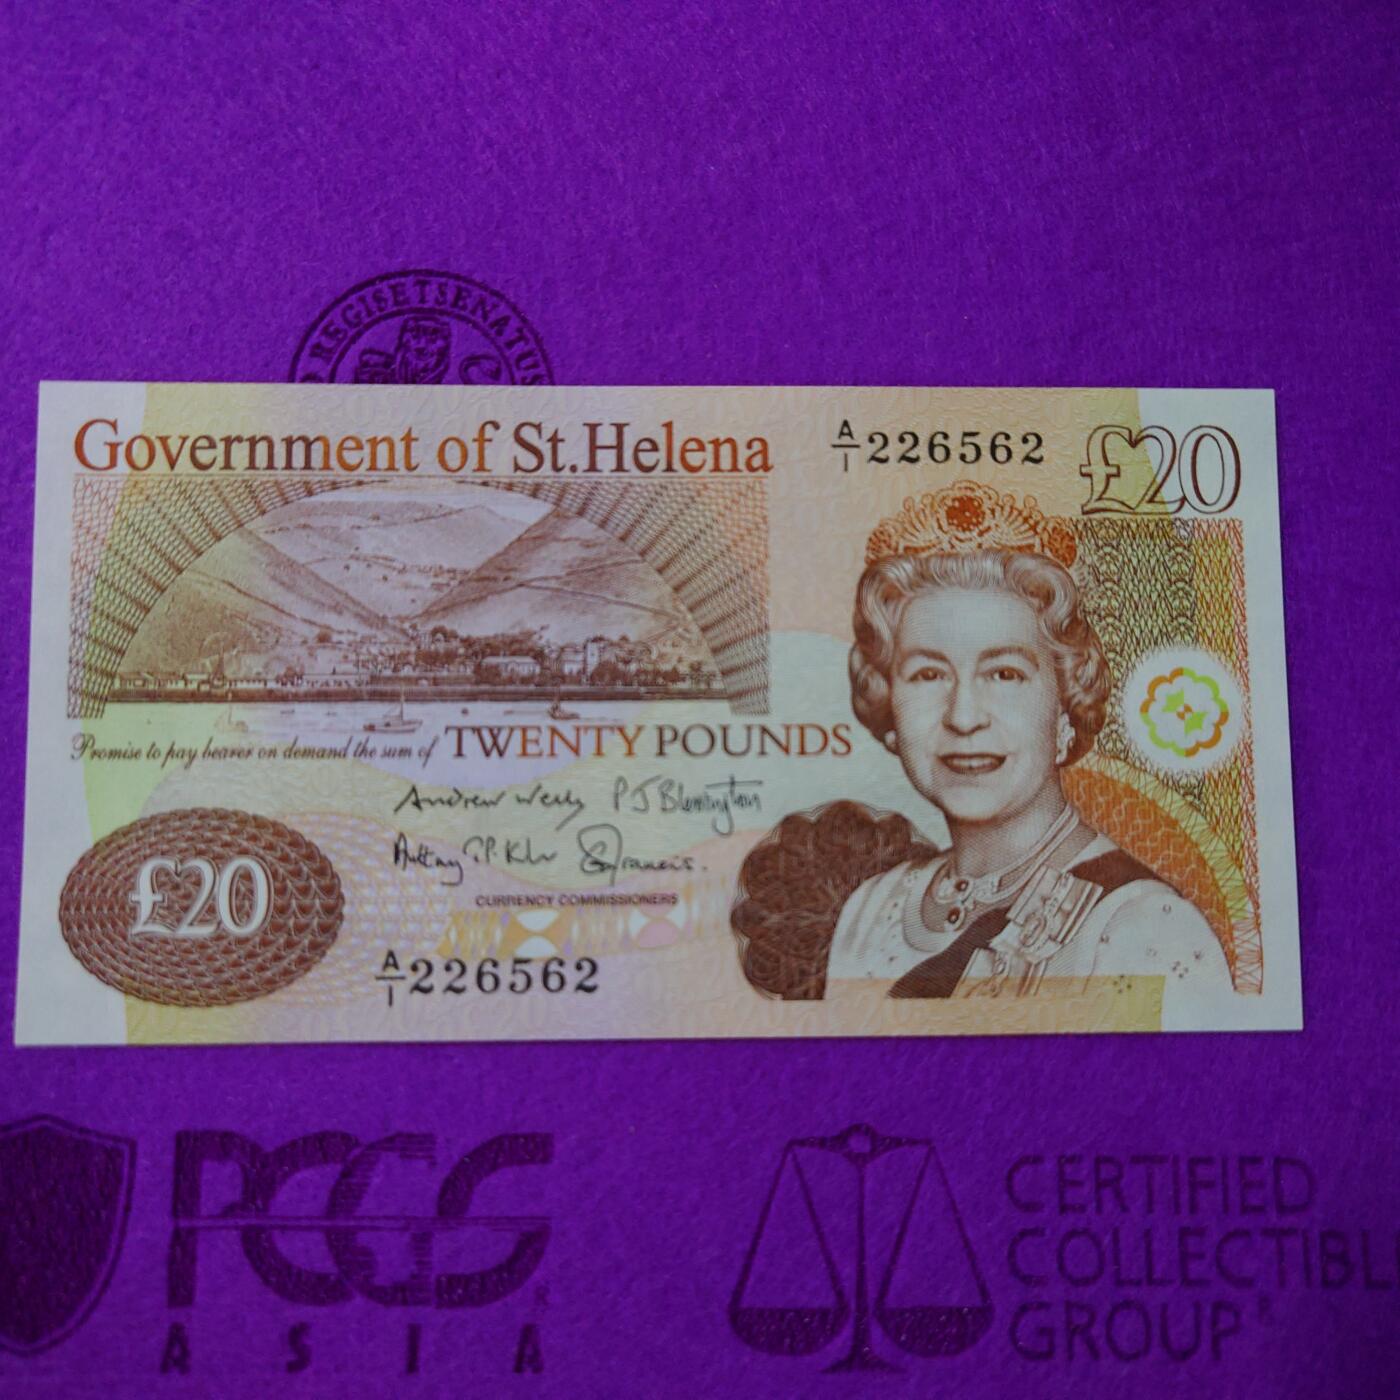 REGISETSENATUS
Government of St.Helena
A/1 226562
£20
Promise to pay bearer on demand the sum of TWENTY POUNDS
£20
CURRENCY COMMISSIONERS
A/1 226562
PCGS
ASIA
CERTIFIED
COLLECTIBL
GROUP